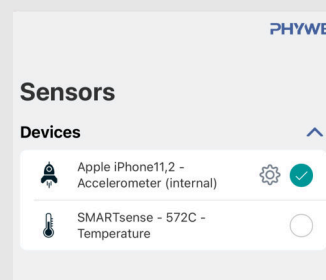 PHYWE
Sensors
Devices
Apple iPhone11,2 -
Accelerometer (internal)
SMARTsense - 572C -
Temperature